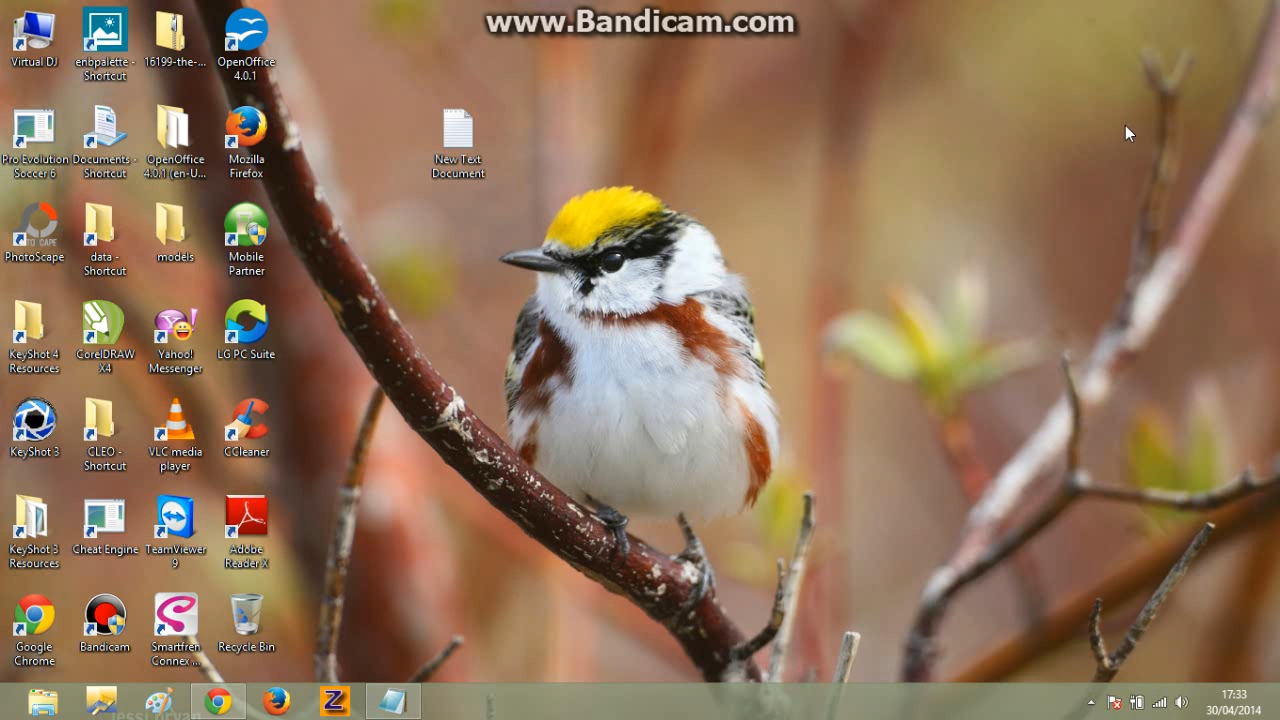 www.Bandicam.com
Virtual DJ
enbpalette -
Shortcut
16199-the-...
OpenOffice
4.0.1
Pro Evolution
Soccer 6
Documents -
Shortcut
OpenOffice
4.0.1 (en-U...
Mozilla
Firefox
New Text
Document
PhotoScape
data -
Shortcut
models
Mobile
Partner
KeyShot 4
Resources
CorelDRAW
X4
Yahoo!
Messenger
LG PC Suite
KeyShot 3
CLEO -
Shortcut
VLC media
player
CCleaner
KeyShot 3
Resources
Cheat Engine
TeamViewer
9
Adobe
Reader X
Google
Chrome
Bandicam
Smartfren
Connex ...
Recycle Bin
17:33
30/04/2014